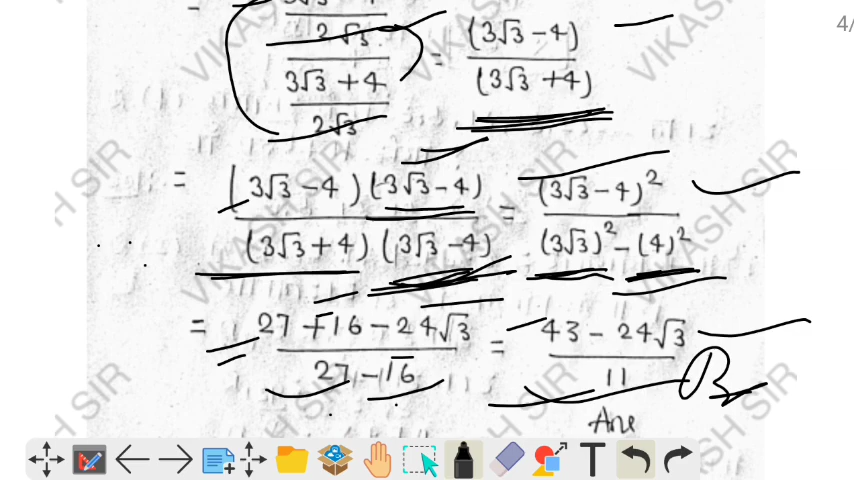 4/
2√3
3√3 + 4
2√3
= (3√3 - 4) / (3√3 + 4)
= (3√3 - 4) (3√3 - 4) / (3√3 + 4) (3√3 - 4) = (3√3 - 4)² / (3√3)² - (4)²
= 27 + 16 - 24√3 / 27 - 16 = 43 - 24√3 / 11
B
Ans
VIKASH SIR
T